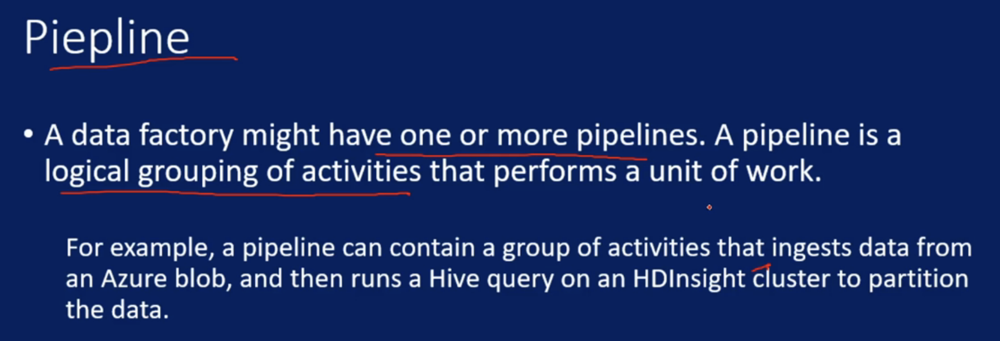 Piepline
• A data factory might have one or more pipelines. A pipeline is a
logical grouping of activities that performs a unit of work.
For example, a pipeline can contain a group of activities that ingests data from
an Azure blob, and then runs a Hive query on an HDInsight cluster to partition
the data.